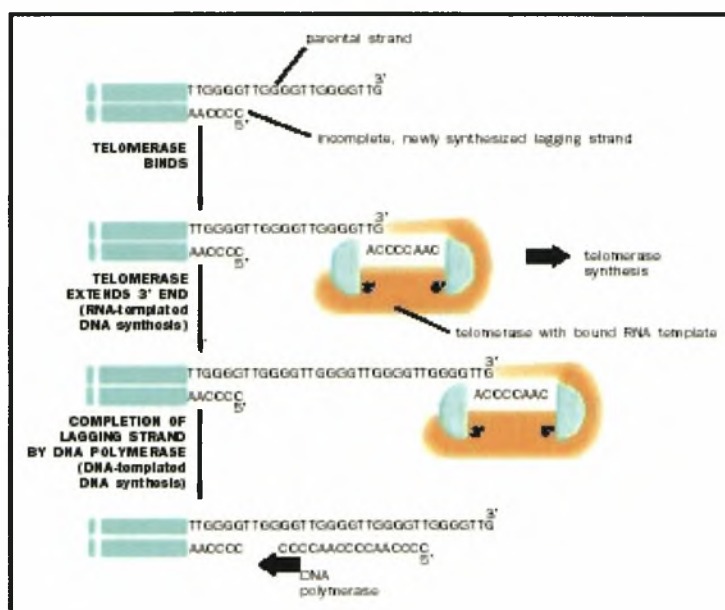 parental strand
3'
TTGGGGTTGGGGTTGGGGTTG
AACCCC
5'
incomplete, newly synthesized lagging strand
TELOMERASE
BINDS
3'
TTGGGGTTGGGGTTGGGGTTG
AACCCC
5'
ACCCCAAC
3'
5'
telomerase
synthesis
TELOMERASE
EXTENDS 3' END
(RNA-templated
DNA synthesis)
telomerase with bound RNA template
3'
TTGGGGTTGGGGTTGGGGTTGGGGTTGGGGTTG
AACCCC
5'
ACCCCAAC
3'
5'
COMPLETION OF
LAGGING STRAND
BY DNA POLYMERASE
(DNA-templated
DNA synthesis)
3'
TTGGGGTTGGGGTTGGGGTTGGGGTTGGGGTTG
AACCCC CCCCAACCCCAACCCC
5'
DNA
polymerase